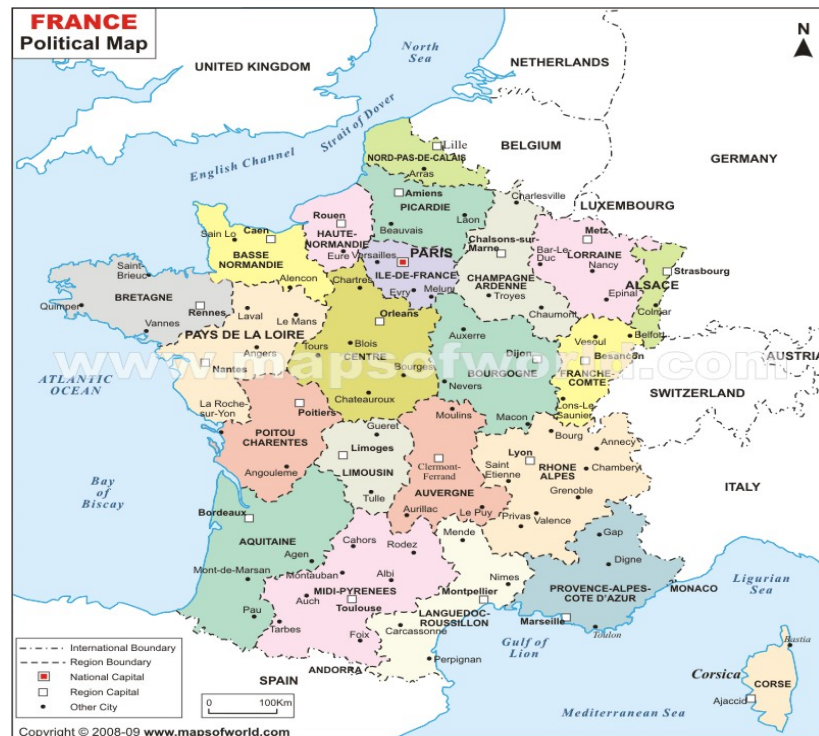 FRANCE
Political Map
N
North
Sea
UNITED KINGDOM
NETHERLANDS
Strait of Dover
English Channel
BELGIUM
GERMANY
LUXEMBOURG
Lille
NORD-PAS-DE-CALAIS
Arras
Amiens
PICARDIE
Charlesville
Laon
Beauvais
Rouen
HAUTE-
NORMANDIE
Eure
Versailles
PARIS
ILE-DE-FRANCE
Evry
Melun
Caen
Sain Lo
BASSE
NORMANDIE
Alencon
Chalsons-sur-
Marne
CHAMPAGNE
ARDENNE
Troyes
Chaumont
Metz
Bar-Le-
Duc
LORRAINE
Nancy
Epinal
Strasbourg
ALSACE
Colmar
Belfort
Saint-
Brieuc
BRETAGNE
Quimper
Rennes
Vannes
Laval
Le Mans
PAYS DE LA LOIRE
Angers
Nantes
La Roche-
sur-Yon
Chartres
Orleans
Blois
Tours
CENTRE
Bourges
Chateauroux
Auxerre
Dijon
BOURGOGNE
Nevers
Macon
Vesoul
Besancon
FRANCHE-
COMTE
Lons-Le-
Saunier
www.mapsofworld.com
AUSTRIA
SWITZERLAND
ATLANTIC
OCEAN
Poitiers
POITOU
CHARENTES
Angouleme
Gueret
Limoges
LIMOUSIN
Tulle
Moulins
Clermont-
Ferrand
AUVERGNE
Aurillac
Le Puy
Bourg
Annecy
Lyon
Saint
Etienne
RHONE
ALPES
Chambery
Grenoble
Privas
Valence
ITALY
Bay
of
Biscay
Bordeaux
AQUITAINE
Agen
Mont-de-Marsan
Pau
Cahors
Rodez
Montauban
Albi
MIDI-PYRENEES
Auch
Toulouse
Tarbes
Foix
Mende
Nimes
Montpellier
LANGUEDOC-
ROUSSILLON
Carcassonne
Perpignan
Gap
Digne
PROVENCE-ALPES-
COTE D'AZUR
Marseille
Toulon
MONACO
Ligurian
Sea
Gulf of
Lion
Bastia
Corsica
CORSE
Ajaccio
Mediterranean Sea
ANDORRA
SPAIN
International Boundary
Region Boundary
National Capital
Region Capital
Other City
0 100Km
Copyright © 2008-09 www.mapsofworld.com